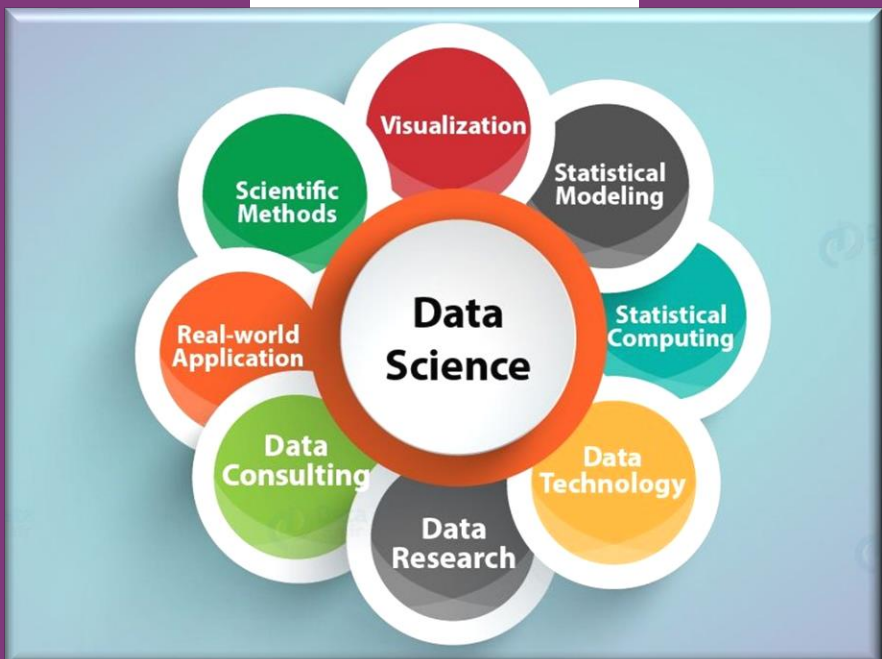 Data
Science
Visualization
Statistical
Modeling
Statistical
Computing
Data
Technology
Data
Research
Data
Consulting
Real-world
Application
Scientific
Methods